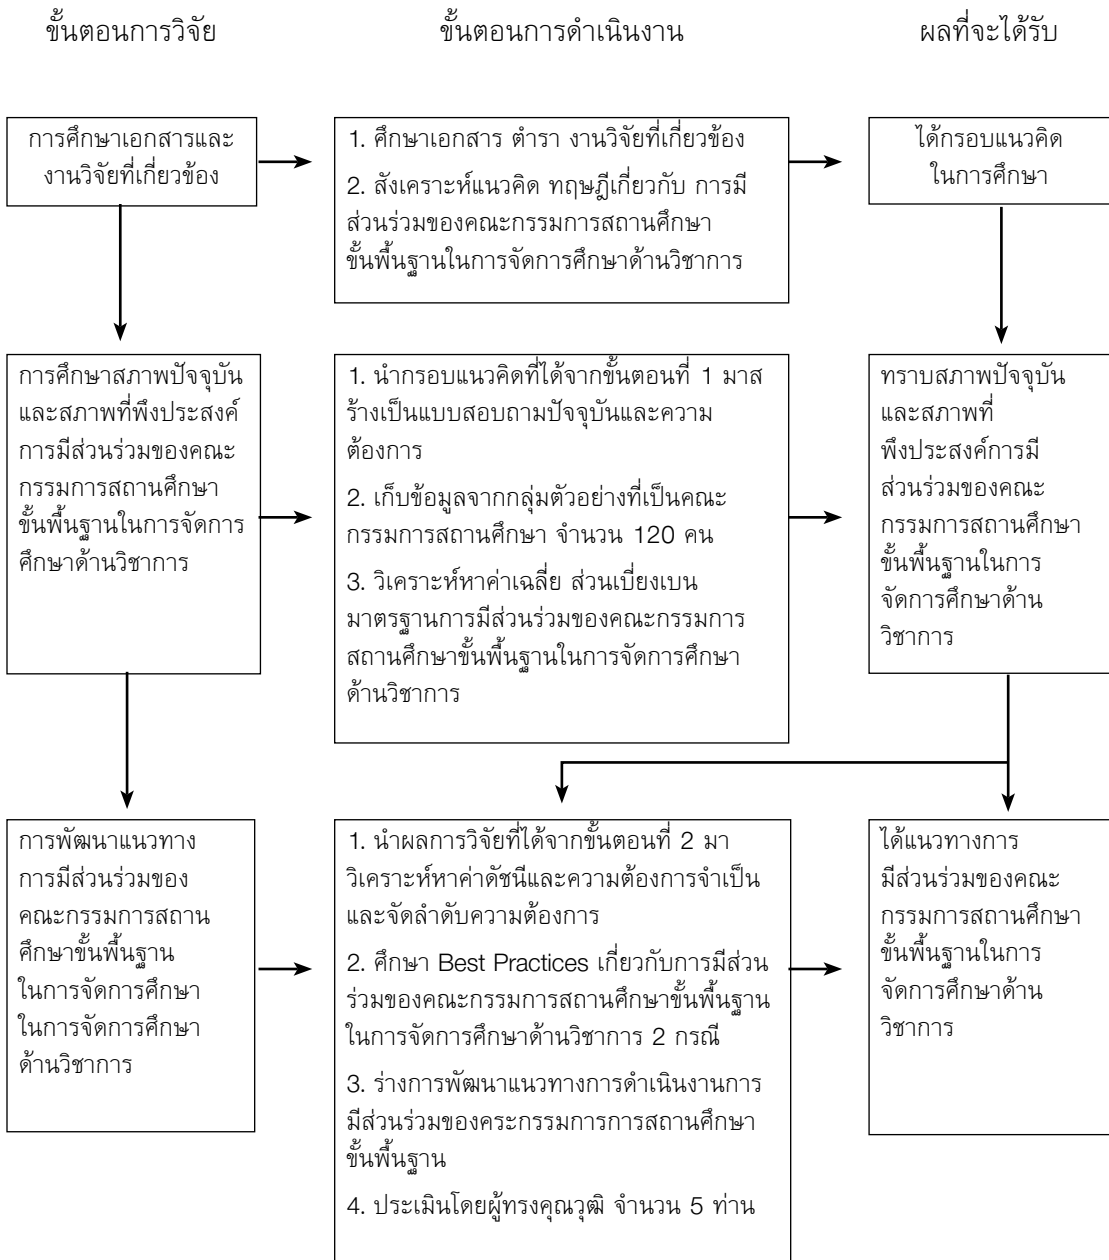 ขั้นตอนการวิจัย
ขั้นตอนการดำเนินงาน
ผลที่จะได้รับ
การศึกษาเอกสารและ
งานวิจัยที่เกี่ยวข้อง
1. ศึกษาเอกสาร ตำรา งานวิจัยที่เกี่ยวข้อง
2. สังเคราะห์แนวคิด ทฤษฎีเกี่ยวกับ การมี
ส่วนร่วมของคณะกรรมการสถานศึกษา
ขั้นพื้นฐานในการจัดการศึกษาด้านวิชาการ
ได้กรอบแนวคิด
ในการศึกษา
การศึกษาสภาพปัจจุบัน
และสภาพที่พึงประสงค์
การมีส่วนร่วมของคณะ
กรรมการสถานศึกษา
ขั้นพื้นฐานในการจัดการ
ศึกษาด้านวิชาการ
1. นำกรอบแนวคิดที่ได้จากขั้นตอนที่ 1 มาส
ร้างเป็นแบบสอบถามปัจจุบันและความ
ต้องการ
2. เก็บข้อมูลจากกลุ่มตัวอย่างที่เป็นคณะ
กรรมการสถานศึกษา จำนวน 120 คน
3. วิเคราะห์หาค่าเฉลี่ย ส่วนเบี่ยงเบน
มาตรฐานการมีส่วนร่วมของคณะกรรมการ
สถานศึกษาขั้นพื้นฐานในการจัดการศึกษา
ด้านวิชาการ
ทราบสภาพปัจจุบัน
และสภาพที่
พึงประสงค์การมี
ส่วนร่วมของคณะ
กรรมการสถานศึกษา
ขั้นพื้นฐานในการ
จัดการศึกษาด้าน
วิชาการ
การพัฒนาแนวทาง
การมีส่วนร่วมของ
คณะกรรมการสถาน
ศึกษาขั้นพื้นฐาน
ในการจัดการศึกษา
ในการจัดการศึกษา
ด้านวิชาการ
1. นำผลการวิจัยที่ได้จากขั้นตอนที่ 2 มา
วิเคราะห์หาค่าดัชนีและความต้องการจำเป็น
และจัดลำดับความต้องการ
2. ศึกษา Best Practices เกี่ยวกับการมีส่วน
ร่วมของคณะกรรมการสถานศึกษาขั้นพื้นฐาน
ในการจัดการศึกษาด้านวิชาการ 2 กรณี
3. ร่างการพัฒนาแนวทางการดำเนินงานการ
มีส่วนร่วมของคระกรรมการการสถานศึกษา
ขั้นพื้นฐาน
4. ประเมินโดยผู้ทรงคุณวุฒิ จำนวน 5 ท่าน
ได้แนวทางการ
มีส่วนร่วมของคณะ
กรรมการสถานศึกษา
ขั้นพื้นฐานในการ
จัดการศึกษาด้าน
วิชาการ